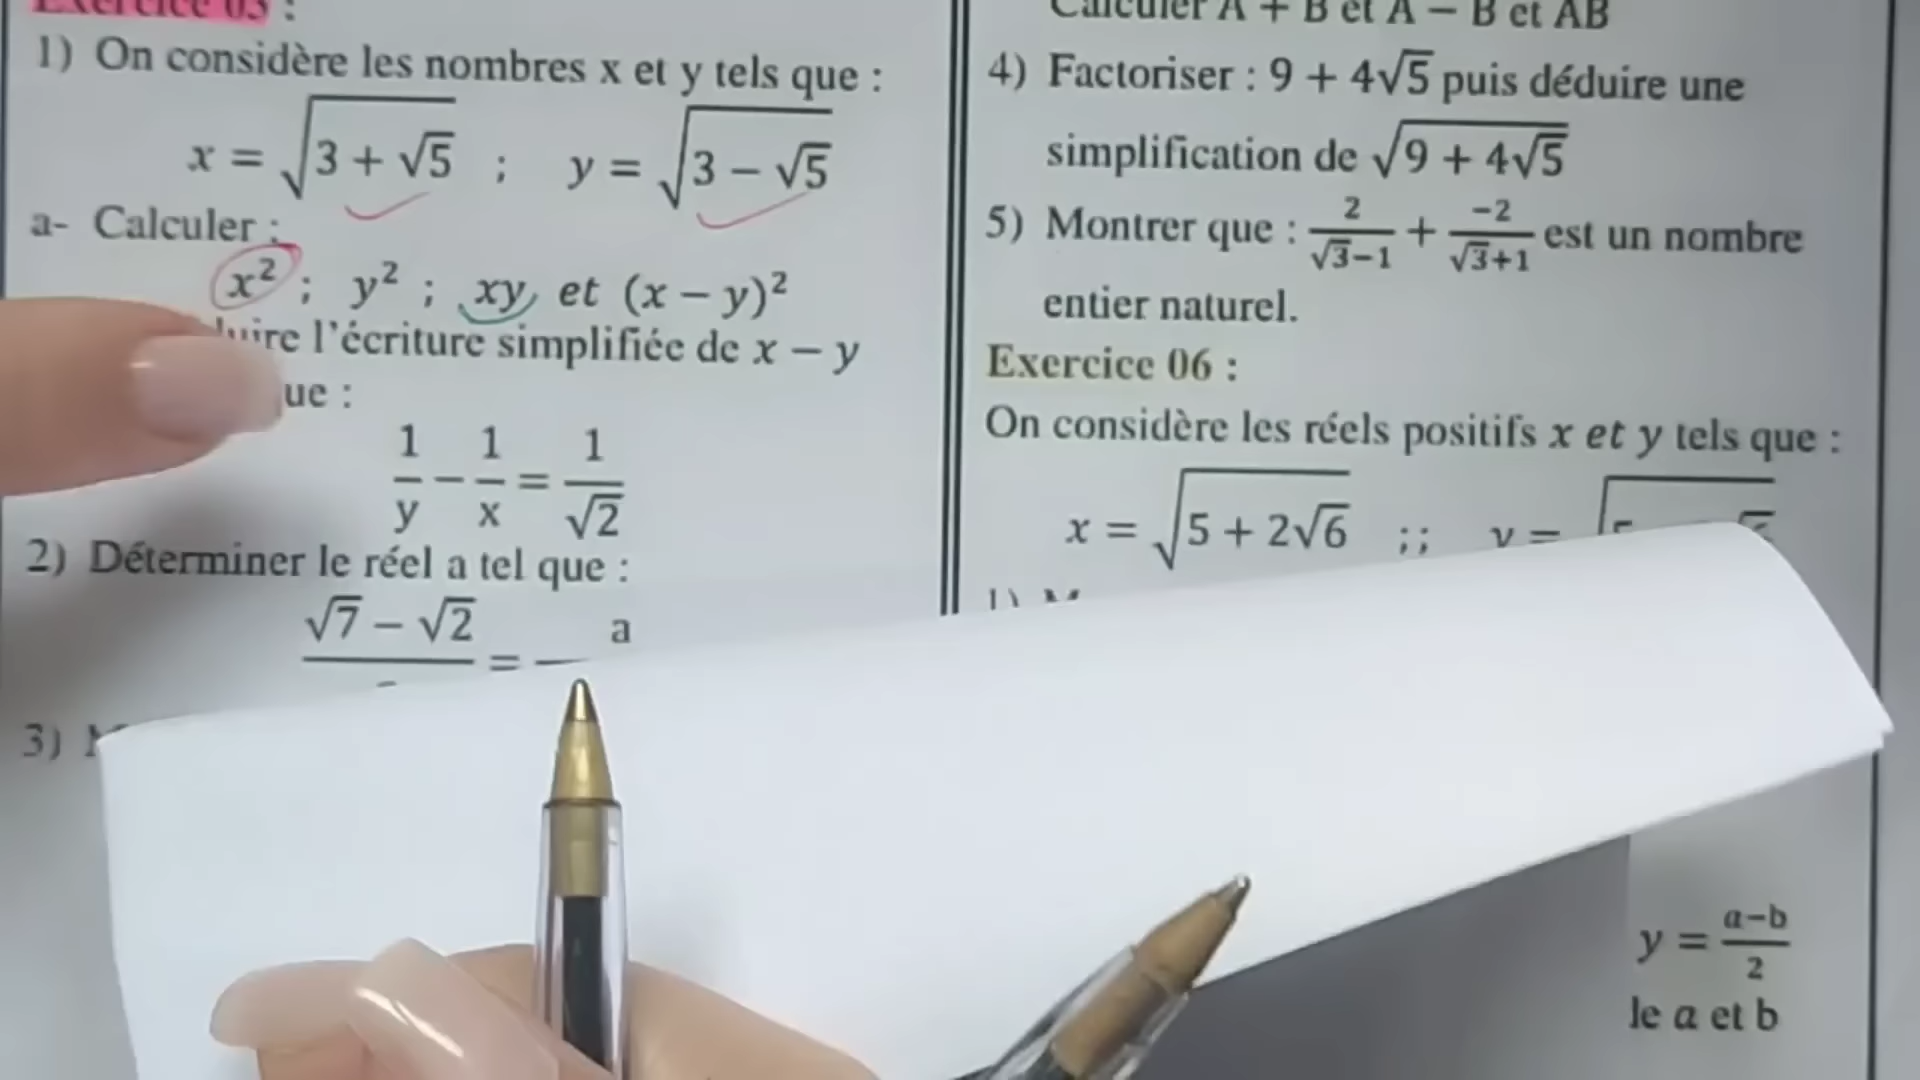 Exercice 05 :
1) On considère les nombres x et y tels que :
x = √(3 + √5) ; y = √(3 − √5)
a- Calculer :
x² ; y² ; xy et (x − y)²
l'écriture simplifiée de x − y
ue :
1/y − 1/x = 1/√2
2) Déterminer le réel a tel que :
√7 − √2 = a
3)
Calculer A + B et A − B et AB
4) Factoriser : 9 + 4√5 puis déduire une
simplification de √(9 + 4√5)
5) Montrer que : 2/(√3−1) + −2/(√3+1) est un nombre
entier naturel.
Exercice 06 :
On considère les réels positifs x et y tels que :
x = √(5 + 2√6) ;; y =
1)
y = (a−b)/2
le a et b